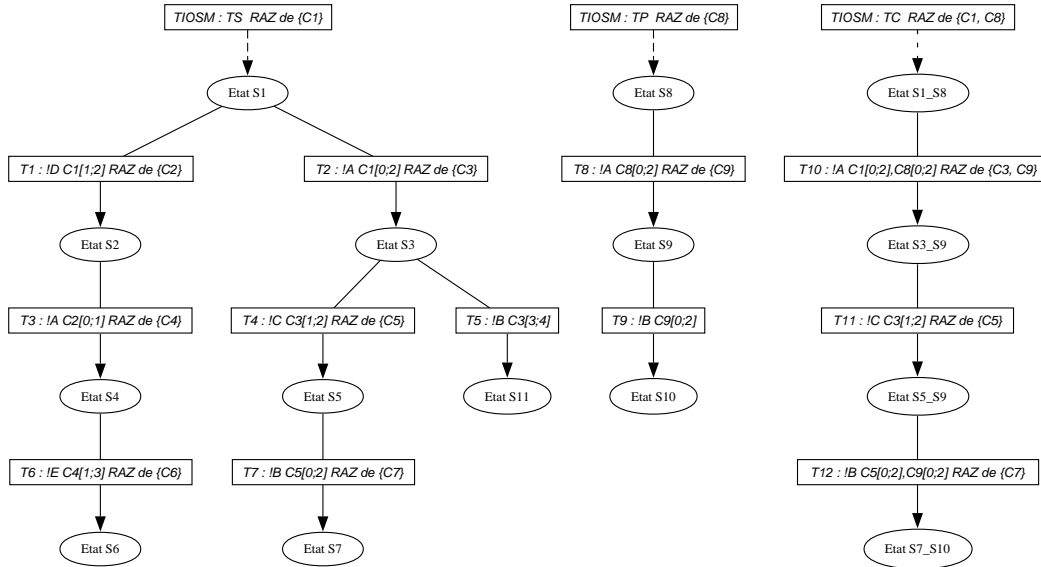 TIOSM : TS RAZ de {C1}
TIOSM : TP RAZ de {C8}
TIOSM : TC RAZ de {C1, C8}
Etat S1
Etat S8
Etat S1_S8
T1 : !D C1[1;2] RAZ de {C2}
T2 : !A C1[0;2] RAZ de {C3}
T8 : !A C8[0;2] RAZ de {C9}
T10 : !A C1[0;2],C8[0;2] RAZ de {C3, C9}
Etat S2
Etat S3
Etat S9
Etat S3_S9
T3 : !A C2[0;1] RAZ de {C4}
T4 : !C C3[1;2] RAZ de {C5}
T5 : !B C3[3;4]
T9 : !B C9[0;2]
T11 : !C C3[1;2] RAZ de {C5}
Etat S4
Etat S5
Etat S11
Etat S10
Etat S5_S9
T6 : !E C4[1;3] RAZ de {C6}
T7 : !B C5[0;2] RAZ de {C7}
T12 : !B C5[0;2],C9[0;2] RAZ de {C7}
Etat S6
Etat S7
Etat S7_S10